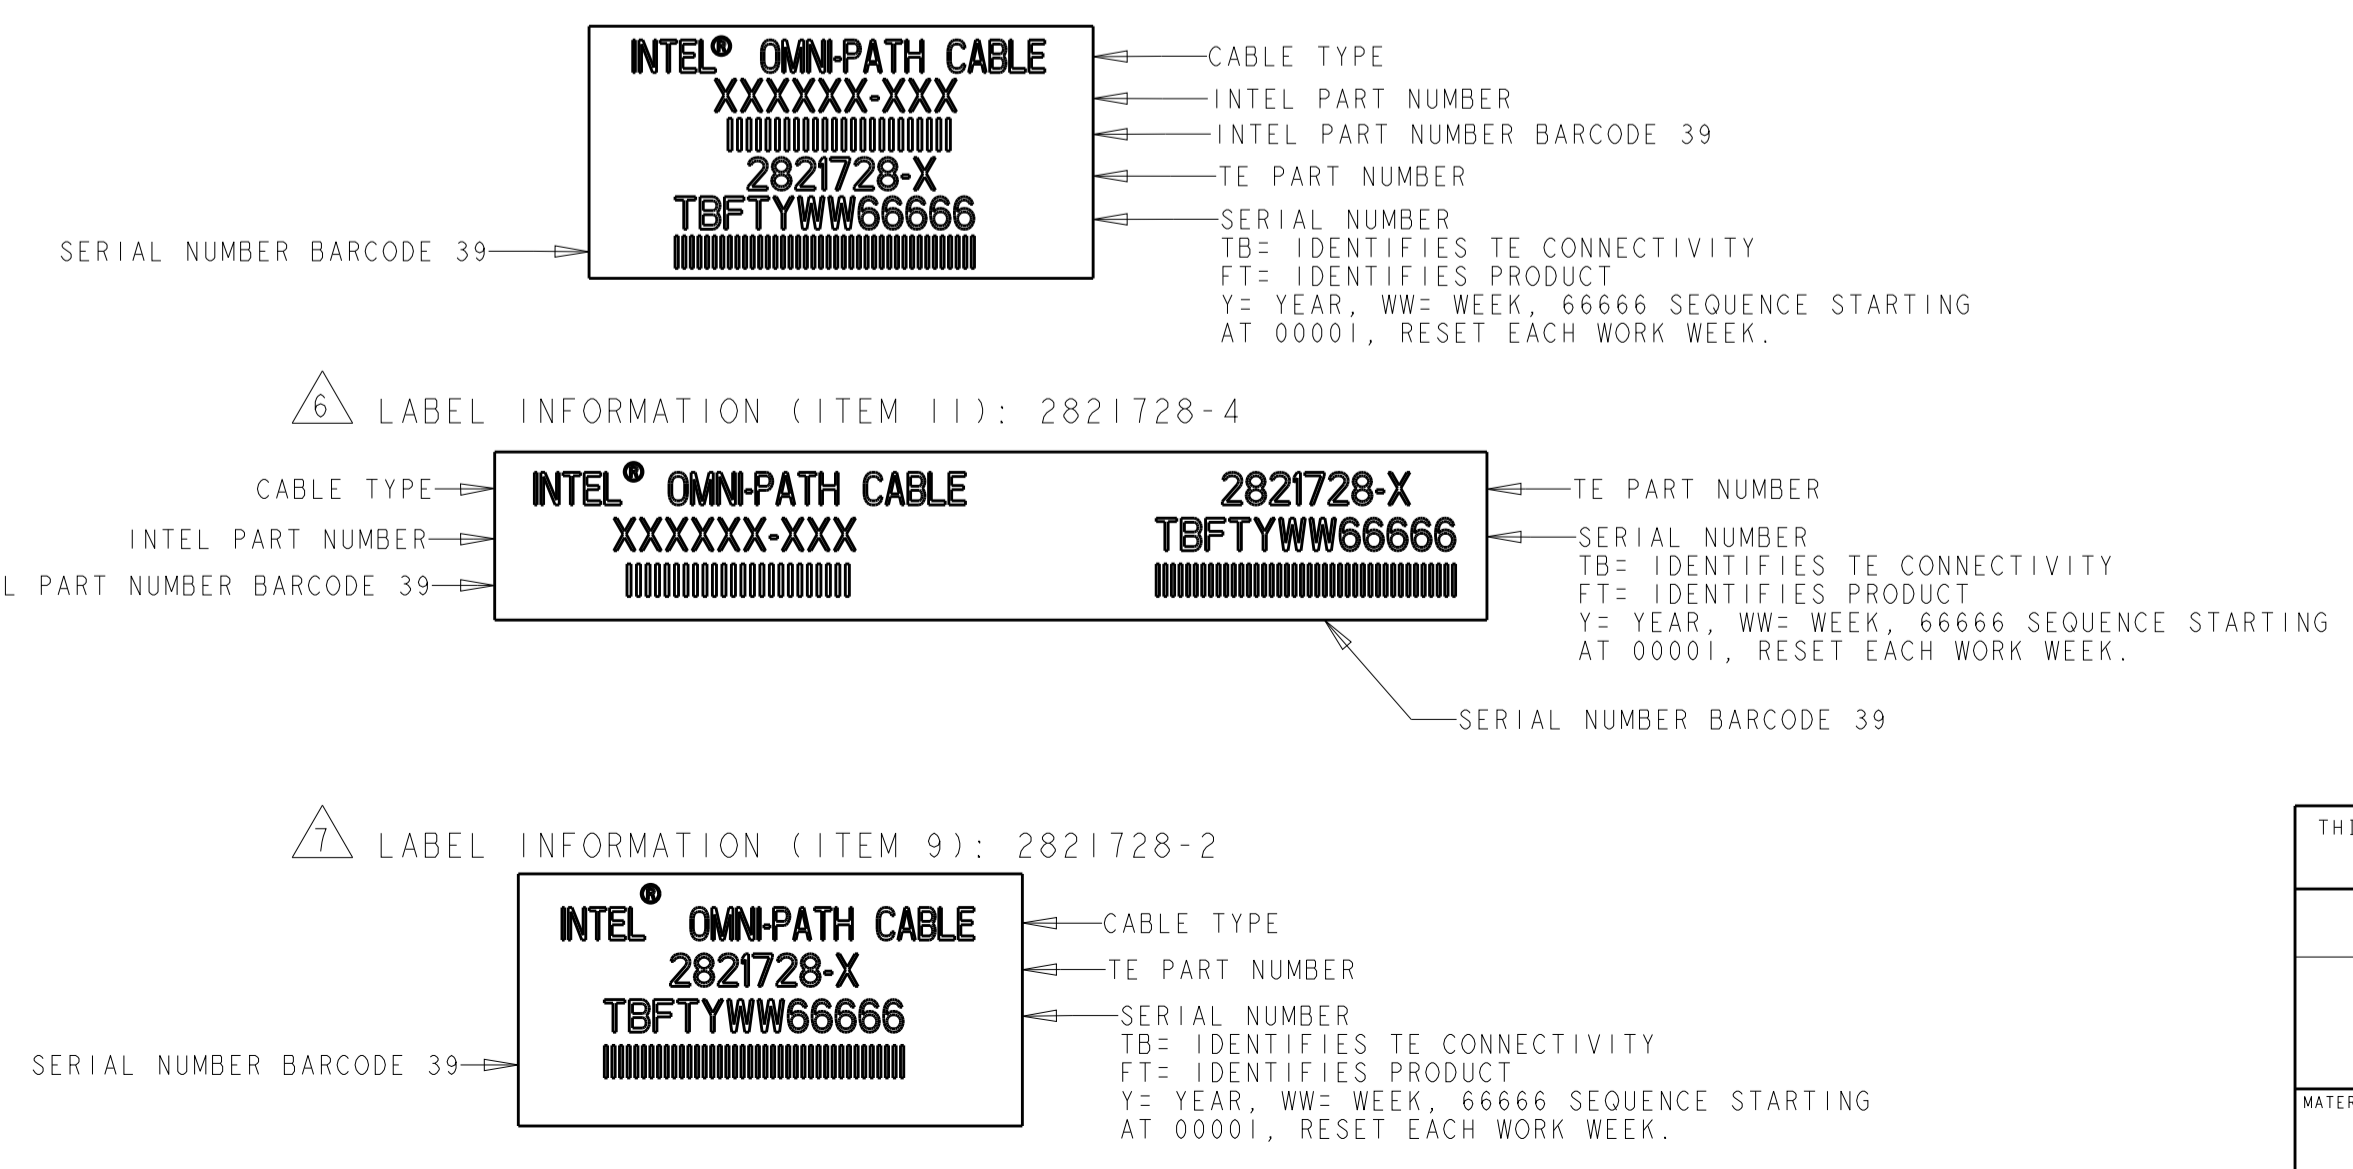 INTEL® OMNI-PATH CABLE
XXXXXX-XXX
2821728-X
TBFTYWW66666
CABLE TYPE
INTEL PART NUMBER
INTEL PART NUMBER BARCODE 39
TE PART NUMBER
SERIAL NUMBER
TB= IDENTIFIES TE CONNECTIVITY
FT= IDENTIFIES PRODUCT
Y= YEAR, WW= WEEK, 66666 SEQUENCE STARTING
AT 00001, RESET EACH WORK WEEK.
SERIAL NUMBER BARCODE 39
6 LABEL INFORMATION (ITEM 11): 2821728-4
CABLE TYPE
INTEL PART NUMBER
L PART NUMBER BARCODE 39
INTEL® OMNI-PATH CABLE
XXXXXX-XXX
2821728-X
TBFTYWW66666
TE PART NUMBER
SERIAL NUMBER
TB= IDENTIFIES TE CONNECTIVITY
FT= IDENTIFIES PRODUCT
Y= YEAR, WW= WEEK, 66666 SEQUENCE STARTING
AT 00001, RESET EACH WORK WEEK.
SERIAL NUMBER BARCODE 39
7 LABEL INFORMATION (ITEM 9): 2821728-2
INTEL® OMNI-PATH CABLE
2821728-X
TBFTYWW66666
CABLE TYPE
TE PART NUMBER
SERIAL NUMBER
TB= IDENTIFIES TE CONNECTIVITY
FT= IDENTIFIES PRODUCT
Y= YEAR, WW= WEEK, 66666 SEQUENCE STARTING
AT 00001, RESET EACH WORK WEEK.
SERIAL NUMBER BARCODE 39
THI
MATER